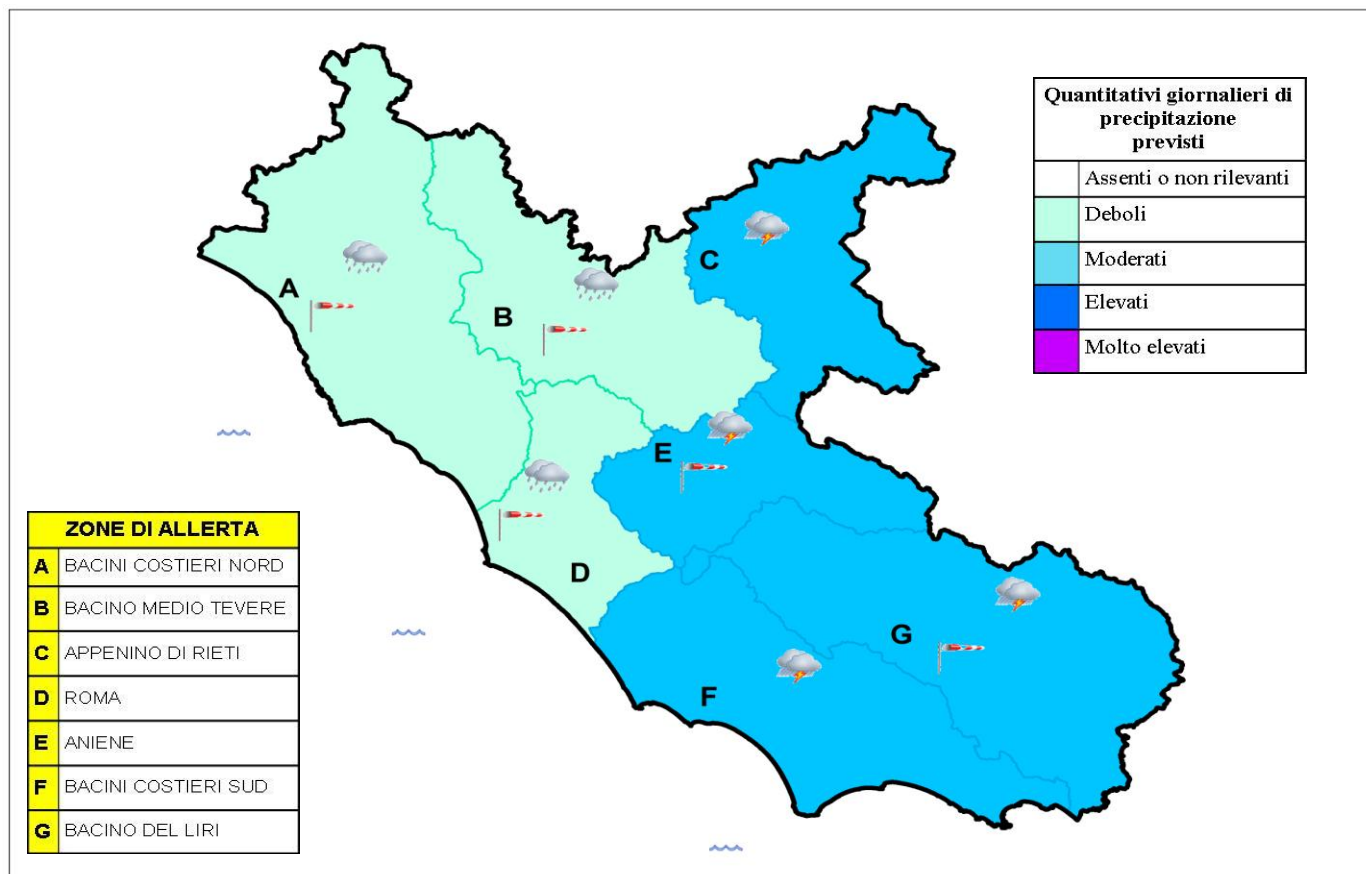 Quantitativi giornalieri di
precipitazione
previsti
Assenti o non rilevanti
Deboli
Moderati
Elevati
Molto elevati
C
A
B
E
D
G
F
ZONE DI ALLERTA
A BACINI COSTIERI NORD
B BACINO MEDIO TEVERE
C APPENINO DI RIETI
D ROMA
E ANIENE
F BACINI COSTIERI SUD
G BACINO DEL LIRI